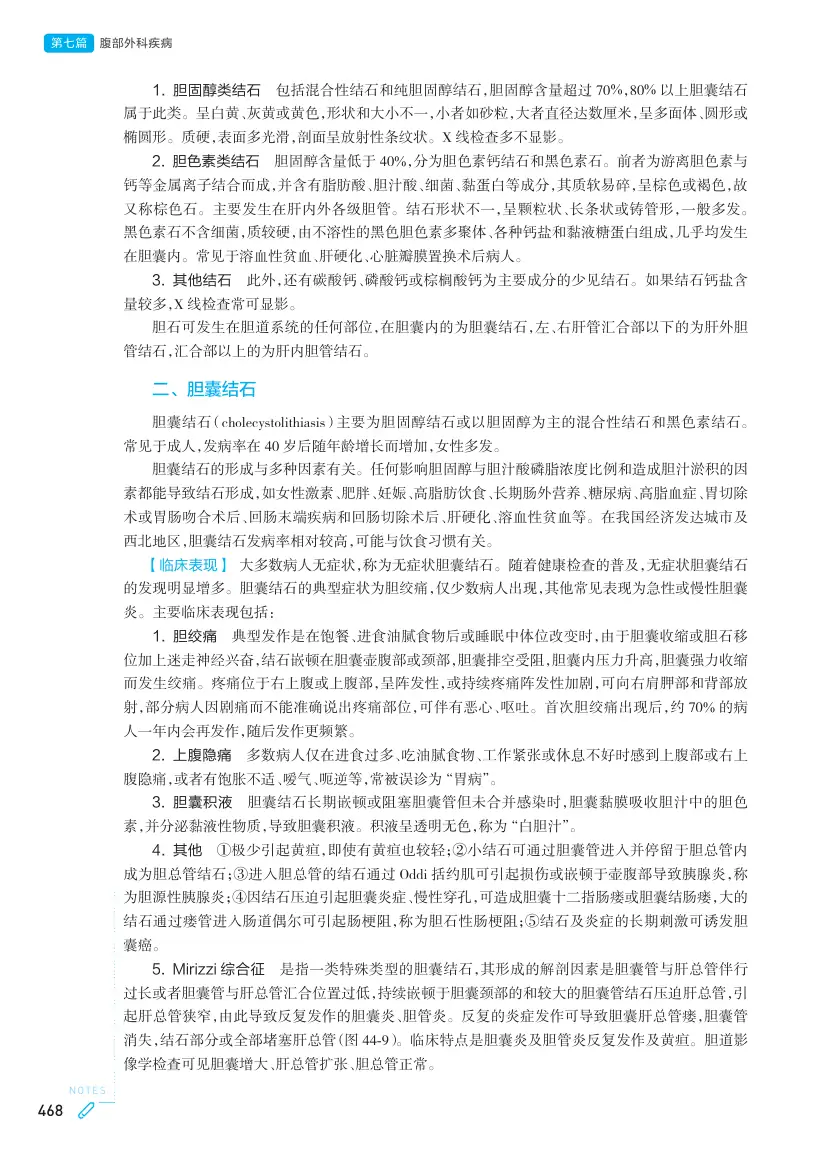 第七篇 腹部外科疾病
1. 胆固醇类结石 包括混合性结石和纯胆固醇结石，胆固醇含量超过 70%，80% 以上胆囊结石
属于此类。呈白黄、灰黄或黄色，形状和大小不一，小者如砂粒，大者直径达数厘米，呈多面体、圆形或
椭圆形。质硬，表面多光滑，剖面呈放射性条纹状。X 线检查多不显影。
2. 胆色素类结石 胆固醇含量低于 40%，分为胆色素钙结石和黑色素石。前者为游离胆色素与
钙等金属离子结合而成，并含有脂肪酸、胆汁酸、细菌、黏蛋白等成分，其质软易碎，呈棕色或褐色，故
又称棕色石。主要发生在肝内外各级胆管。结石形状不一，呈颗粒状、长条状或铸管形，一般多发。
黑色素石不含细菌，质较硬，由不溶性的黑色胆色素多聚体、各种钙盐和黏液糖蛋白组成，几乎均发生
在胆囊内。常见于溶血性贫血、肝硬化、心脏瓣膜置换术后病人。
3. 其他结石 此外，还有碳酸钙、磷酸钙或棕榈酸钙为主要成分的少见结石。如果结石钙盐含
量较多，X 线检查常可显影。
胆石可发生在胆道系统的任何部位，在胆囊内的为胆囊结石，左、右肝管汇合部以下的为肝外胆
管结石，汇合部以上的为肝内胆管结石。
二、胆囊结石
胆囊结石（cholecystolithiasis）主要为胆固醇结石或以胆固醇为主的混合性结石和黑色素结石。
常见于成人，发病率在 40 岁后随年龄增长而增加，女性多发。
胆囊结石的形成与多种因素有关。任何影响胆固醇与胆汁酸磷脂浓度比例和造成胆汁淤积的因
素都能导致结石形成，如女性激素、肥胖、妊娠、高脂肪饮食、长期肠外营养、糖尿病、高脂血症、胃切除
术或胃肠吻合术后、回肠末端疾病和回肠切除术后、肝硬化、溶血性贫血等。在我国经济发达城市及
西北地区，胆囊结石发病率相对较高，可能与饮食习惯有关。
【临床表现】 大多数病人无症状，称为无症状胆囊结石。随着健康检查的普及，无症状胆囊结石
的发现明显增多。胆囊结石的典型症状为胆绞痛，仅少数病人出现，其他常见表现为急性或慢性胆囊
炎。主要临床表现包括：
1. 胆绞痛 典型发作是在饱餐、进食油腻食物后或睡眠中体位改变时，由于胆囊收缩或胆石移
位加上迷走神经兴奋，结石嵌顿在胆囊壶腹部或颈部，胆囊排空受阻，胆囊内压力升高，胆囊强力收缩
而发生绞痛。疼痛位于右上腹或上腹部，呈阵发性，或持续疼痛阵发性加剧，可向右肩胛部和背部放
射，部分病人因剧痛而不能准确说出疼痛部位，可伴有恶心、呕吐。首次胆绞痛出现后，约 70% 的病
人一年内会再发作，随后发作更频繁。
2. 上腹隐痛 多数病人仅在进食过多、吃油腻食物、工作紧张或休息不好时感到上腹部或右上
腹隐痛，或者有饱胀不适、嗳气、呃逆等，常被误诊为“胃病”。
3. 胆囊积液 胆囊结石长期嵌顿或阻塞胆囊管但未合并感染时，胆囊黏膜吸收胆汁中的胆色
素，并分泌黏液性物质，导致胆囊积液。积液呈透明无色，称为“白胆汁”。
4. 其他 ①极少引起黄疸，即使有黄疸也较轻；②小结石可通过胆囊管进入并停留于胆总管内
成为胆总管结石；③进入胆总管的结石通过 Oddi 括约肌可引起损伤或嵌顿于壶腹部导致胰腺炎，称
为胆源性胰腺炎；④因结石压迫引起胆囊炎症、慢性穿孔，可造成胆囊十二指肠瘘或胆囊结肠瘘，大的
结石通过瘘管进入肠道偶尔可引起肠梗阻，称为胆石性肠梗阻；⑤结石及炎症的长期刺激可诱发胆
囊癌。
5. Mirizzi 综合征 是指一类特殊类型的胆囊结石，其形成的解剖因素是胆囊管与肝总管伴行
过长或者胆囊管与肝总管汇合位置过低，持续嵌顿于胆囊颈部的和较大的胆囊管结石压迫肝总管，引
起肝总管狭窄，由此导致反复发作的胆囊炎、胆管炎。反复的炎症发作可导致胆囊肝总管瘘，胆囊管
消失，结石部分或全部堵塞肝总管（图 44-9）。临床特点是胆囊炎及胆管炎反复发作及黄疸。胆道影
像学检查可见胆囊增大、肝总管扩张、胆总管正常。
NOTES
468